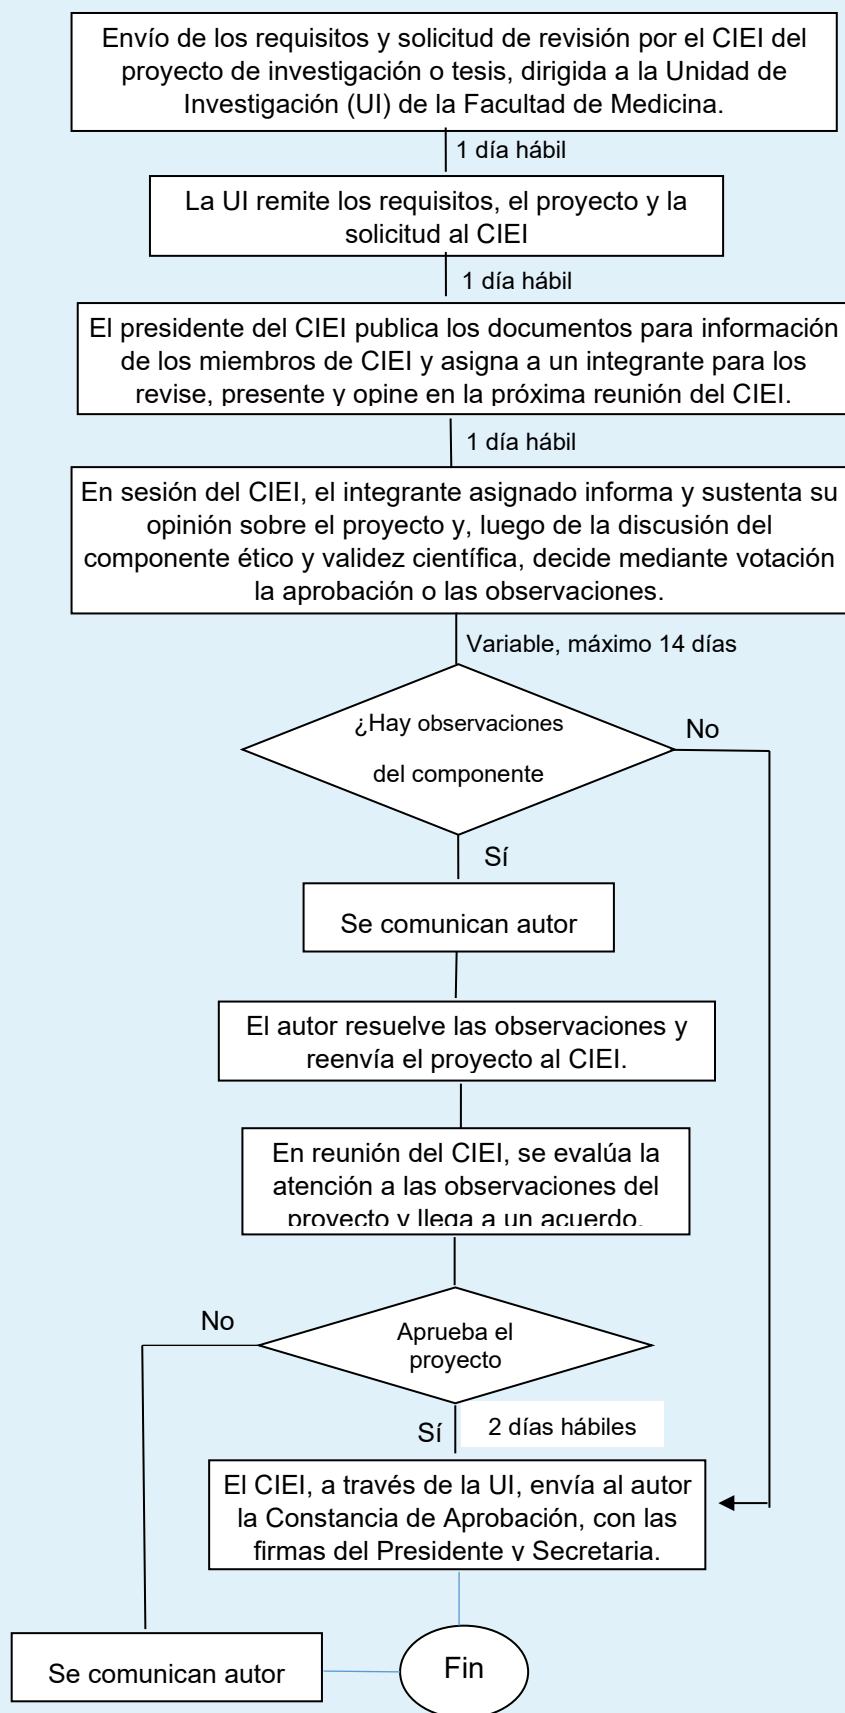 Envío de los requisitos y solicitud de revisión por el CIEI del
proyecto de investigación o tesis, dirigida a la Unidad de
Investigación (UI) de la Facultad de Medicina.
1 día hábil
La UI remite los requisitos, el proyecto y la
solicitud al CIEI
1 día hábil
El presidente del CIEI publica los documentos para información
de los miembros de CIEI y asigna a un integrante para los
revise, presente y opine en la próxima reunión del CIEI.
1 día hábil
En sesión del CIEI, el integrante asignado informa y sustenta su
opinión sobre el proyecto y, luego de la discusión del
componente ético y validez científica, decide mediante votación
la aprobación o las observaciones.
Variable, máximo 14 días
¿Hay observaciones
del componente
No
Sí
Se comunican autor
El autor resuelve las observaciones y
reenvía el proyecto al CIEI.
En reunión del CIEI, se evalúa la
atención a las observaciones del
proyecto y llega a un acuerdo.
No
Aprueba el
proyecto
Sí
2 días hábiles
El CIEI, a través de la UI, envía al autor
la Constancia de Aprobación, con las
firmas del Presidente y Secretaria.
Se comunican autor
Fin